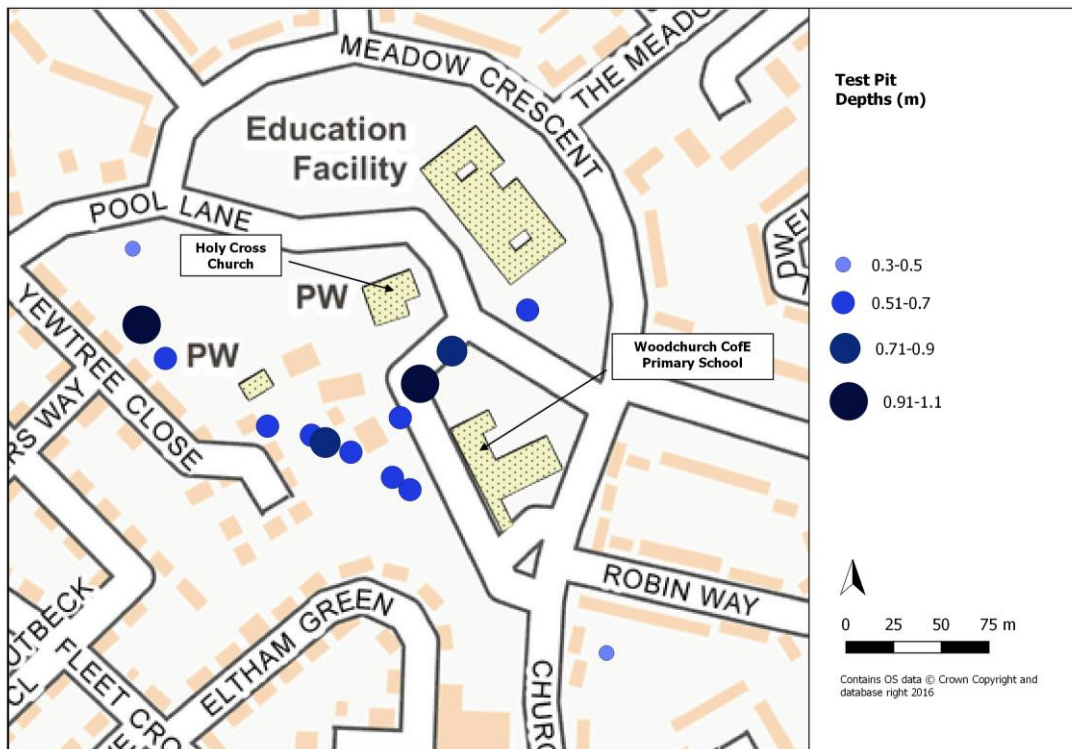 MEADOW CRESCENT
THE MEADO
Education
Facility
POOL LANE
Holy Cross
Church
PW
PW
YEWTREE CLOSE
RS WAY
Woodchurch CofE
Primary School
ROBIN WAY
ELTHAM GREEN
UTBECK
FLEET CRO
CL
CHURC
Test Pit
Depths (m)
0.3-0.5
0.51-0.7
0.71-0.9
0.91-1.1
0 25 50 75 m
Contains OS data © Crown Copyright and
database right 2016